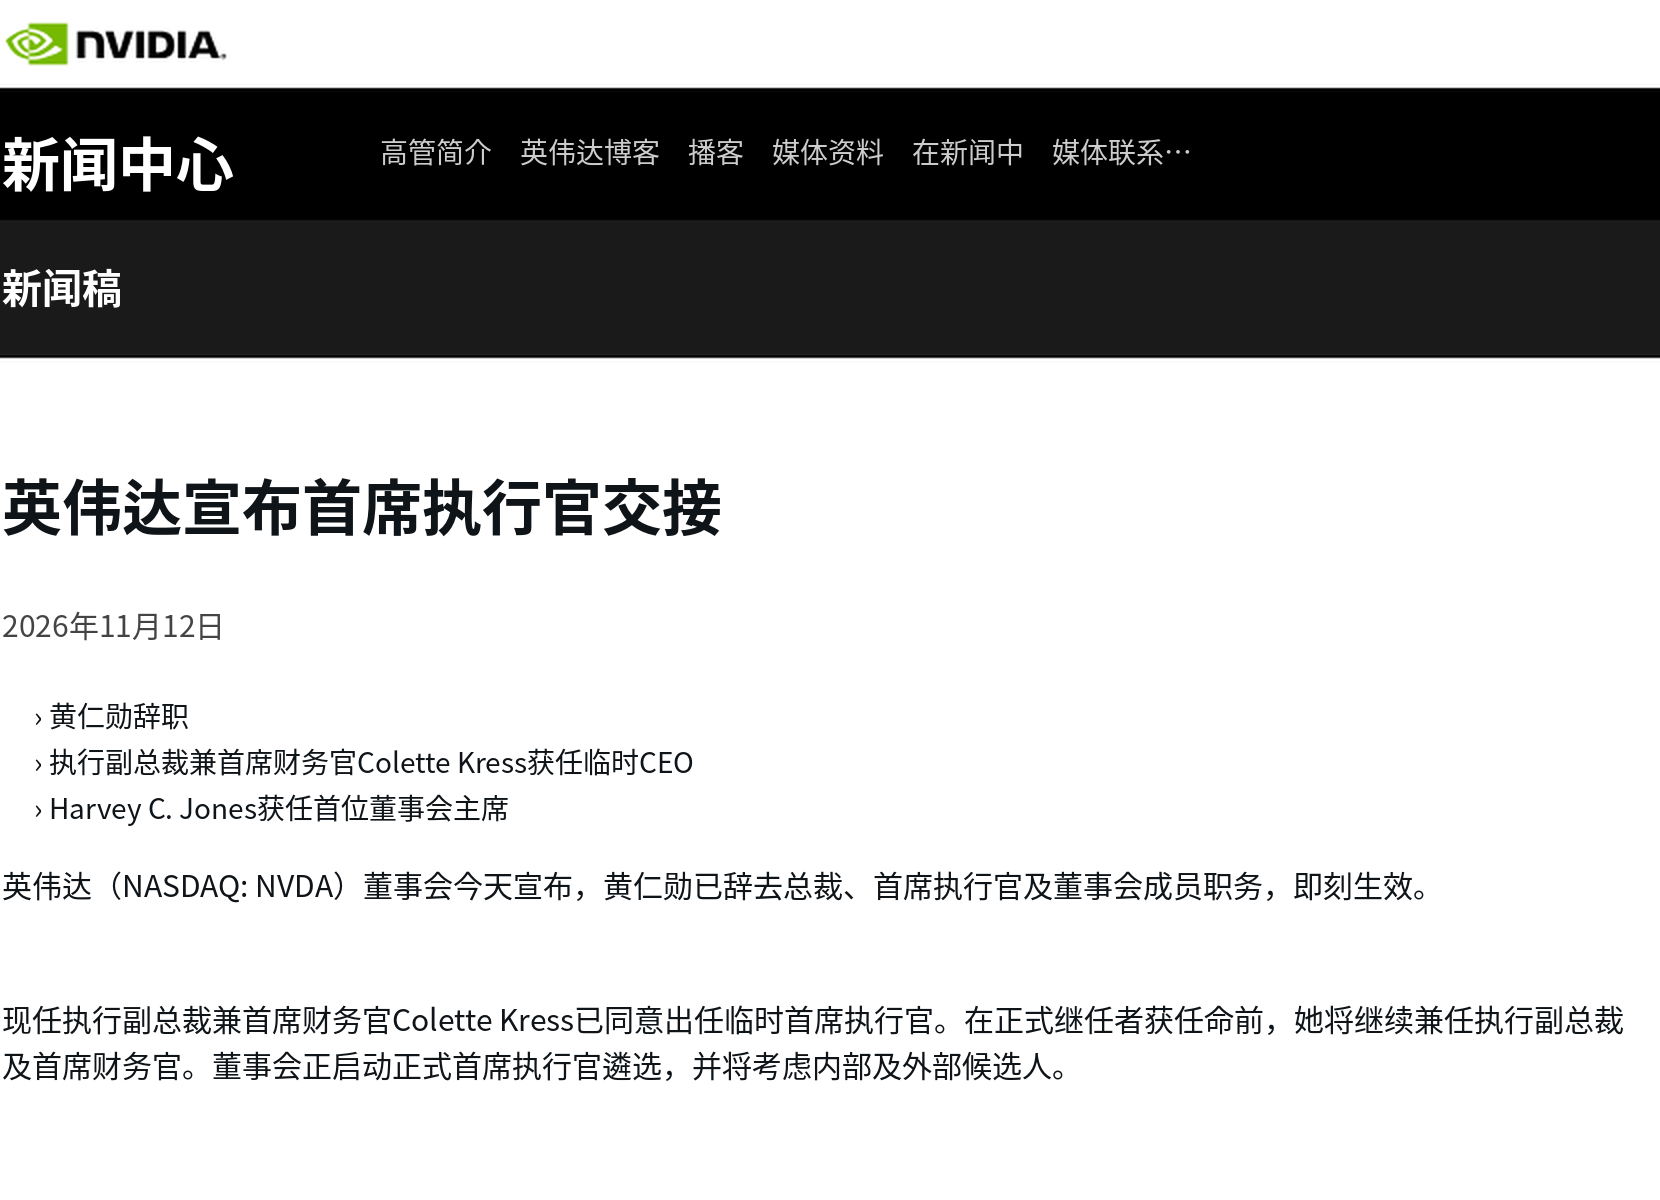 NVIDIA.
新闻中心
高管简介 英伟达博客 播客 媒体资料 在新闻中 媒体联系…
新闻稿
英伟达宣布首席执行官交接
2026年11月12日
› 黄仁勋辞职
› 执行副总裁兼首席财务官Colette Kress获任临时CEO
› Harvey C. Jones获任首位董事会主席
英伟达（NASDAQ: NVDA）董事会今天宣布，黄仁勋已辞去总裁、首席执行官及董事会成员职务，即刻生效。
现任执行副总裁兼首席财务官Colette Kress已同意出任临时首席执行官。在正式继任者获任命前，她将继续兼任执行副总裁
及首席财务官。董事会正启动正式首席执行官遴选，并将考虑内部及外部候选人。